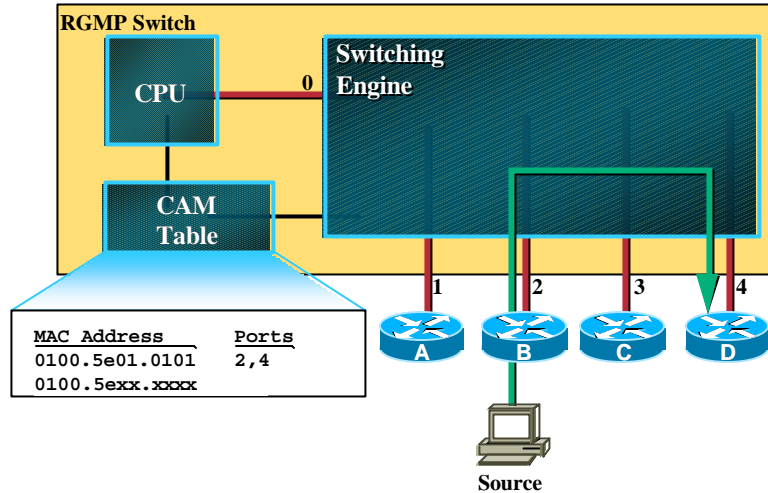 RGMP Switch
Switching
Engine
CPU
0
CAM
Table
1
2
3
4
A
B
C
D
MAC Address Ports
0100.5e01.0101 2,4
0100.5exx.xxxx
Source